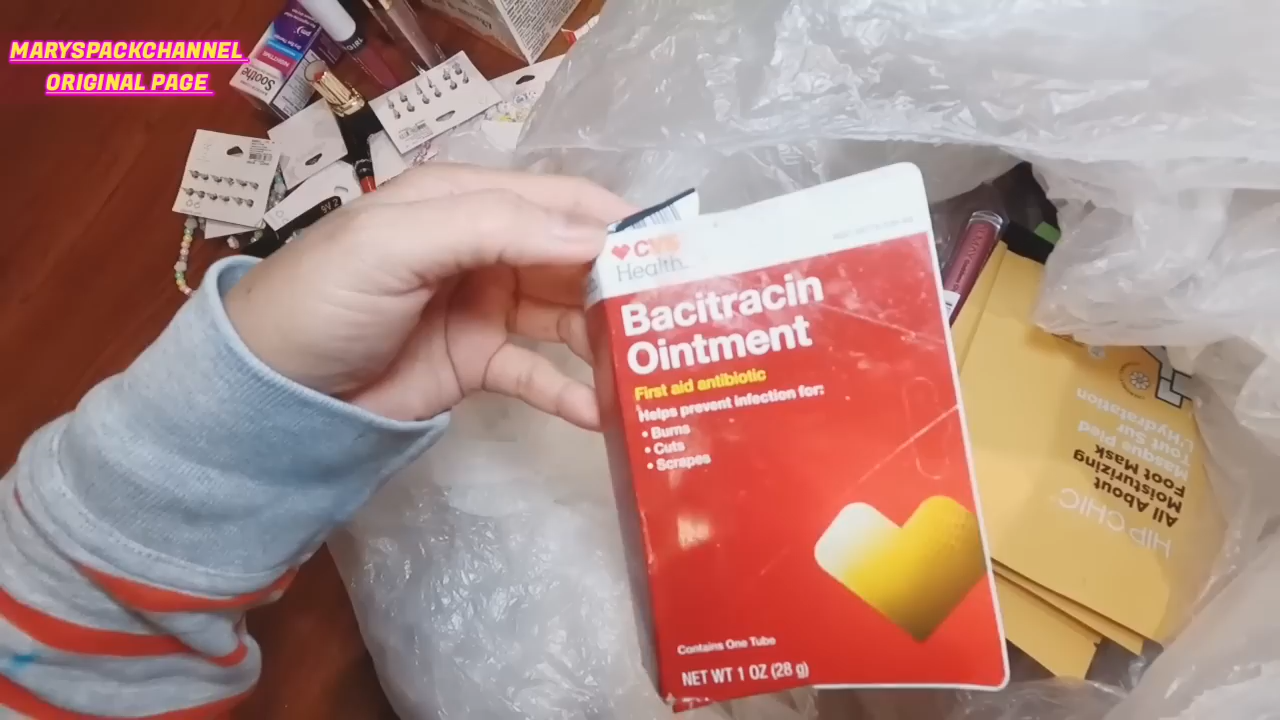 MARYSPACKCHANNEL
ORIGINAL PAGE
Soothe
CVS
Health
Bacitracin
Ointment
First aid antibiotic
Helps prevent infection for:
• Burns
• Cuts
• Scrapes
Contains One Tube
NET WT 1 OZ (28 g)
HIP CHIC
All About
Moisturizing
Foot Mask
Masque Pied
Tout Sur
L'Hydratation